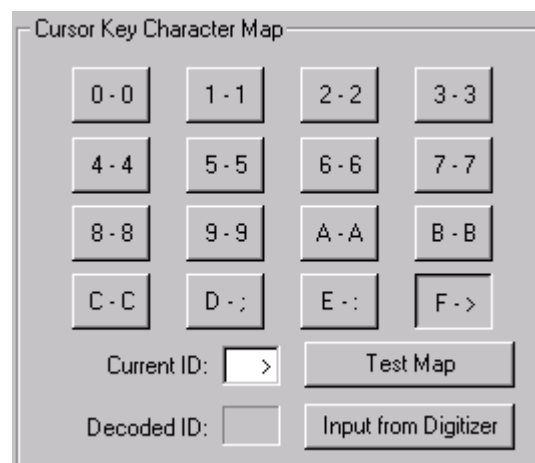 Cursor Key Character Map
0 - 0 1 - 1 2 - 2 3 - 3
4 - 4 5 - 5 6 - 6 7 - 7
8 - 8 9 - 9 A - A B - B
C - C D - ; E - : F - >
Current ID: > Test Map
Decoded ID: Input from Digitizer